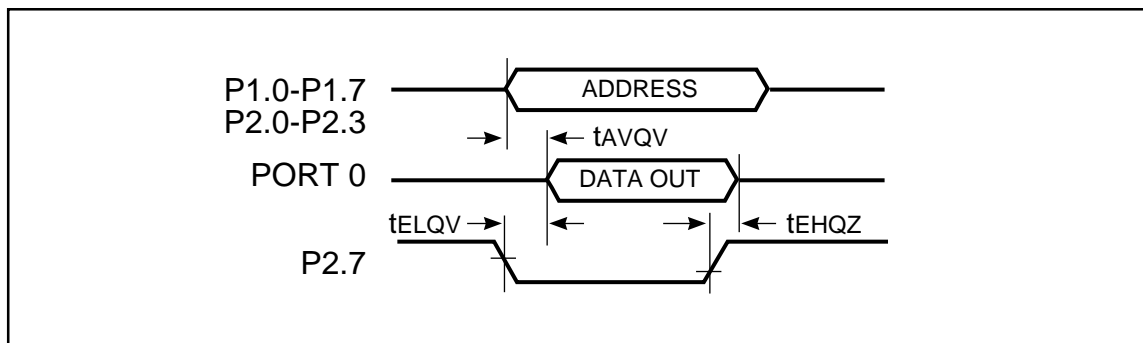 P1.0-P1.7
ADDRESS
P2.0-P2.3
tAVQV
PORT 0
DATA OUT
tELQV
tEHQZ
P2.7